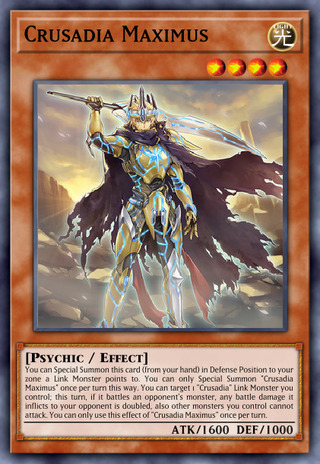 Crusadia Maximus
LIGHT
光
[Psychic / Effect]
You can Special Summon this card (from your hand) in Defense Position to your
zone a Link Monster points to. You can only Special Summon "Crusadia
Maximus" once per turn this way. You can target 1 "Crusadia" Link Monster you
control; this turn, if it battles an opponent's monster, any battle damage it
inflicts to your opponent is doubled, also other monsters you control cannot
attack. You can only use this effect of "Crusadia Maximus" once per turn.
ATK/1600 DEF/1000